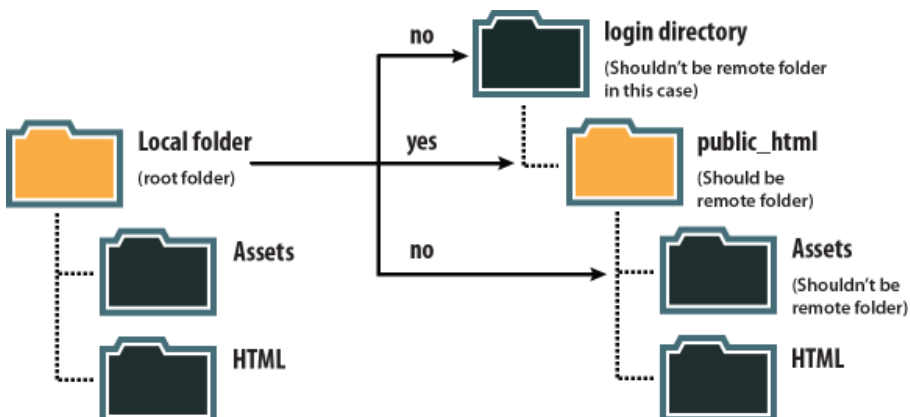 no
login directory
(Shouldn't be remote folder
in this case)
Local folder
(root folder)
yes
public_html
(Should be
remote folder)
Assets
no
Assets
(Shouldn't be
remote folder)
HTML
HTML